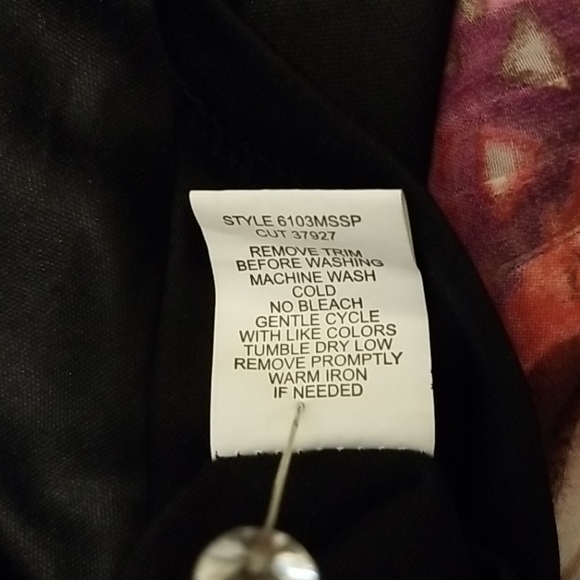 STYLE 6103MSSP
CUT 37927
REMOVE TRIM
BEFORE WASHING
MACHINE WASH
COLD
NO BLEACH
GENTLE CYCLE
WITH LIKE COLORS
TUMBLE DRY LOW
REMOVE PROMPTLY
WARM IRON
IF NEEDED